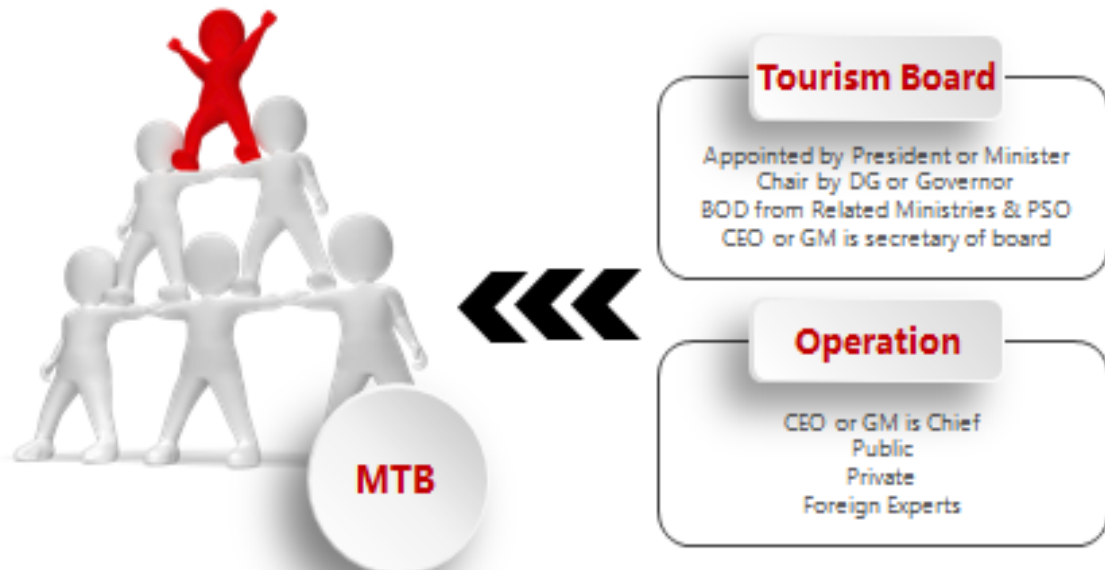 Tourism Board
Appointed by President or Minister
Chair by DG or Governor
BOD from Related Ministries & PSO
CEO or GM is secretary of board
Operation
CEO or GM is Chief
Public
Private
Foreign Experts
MTB